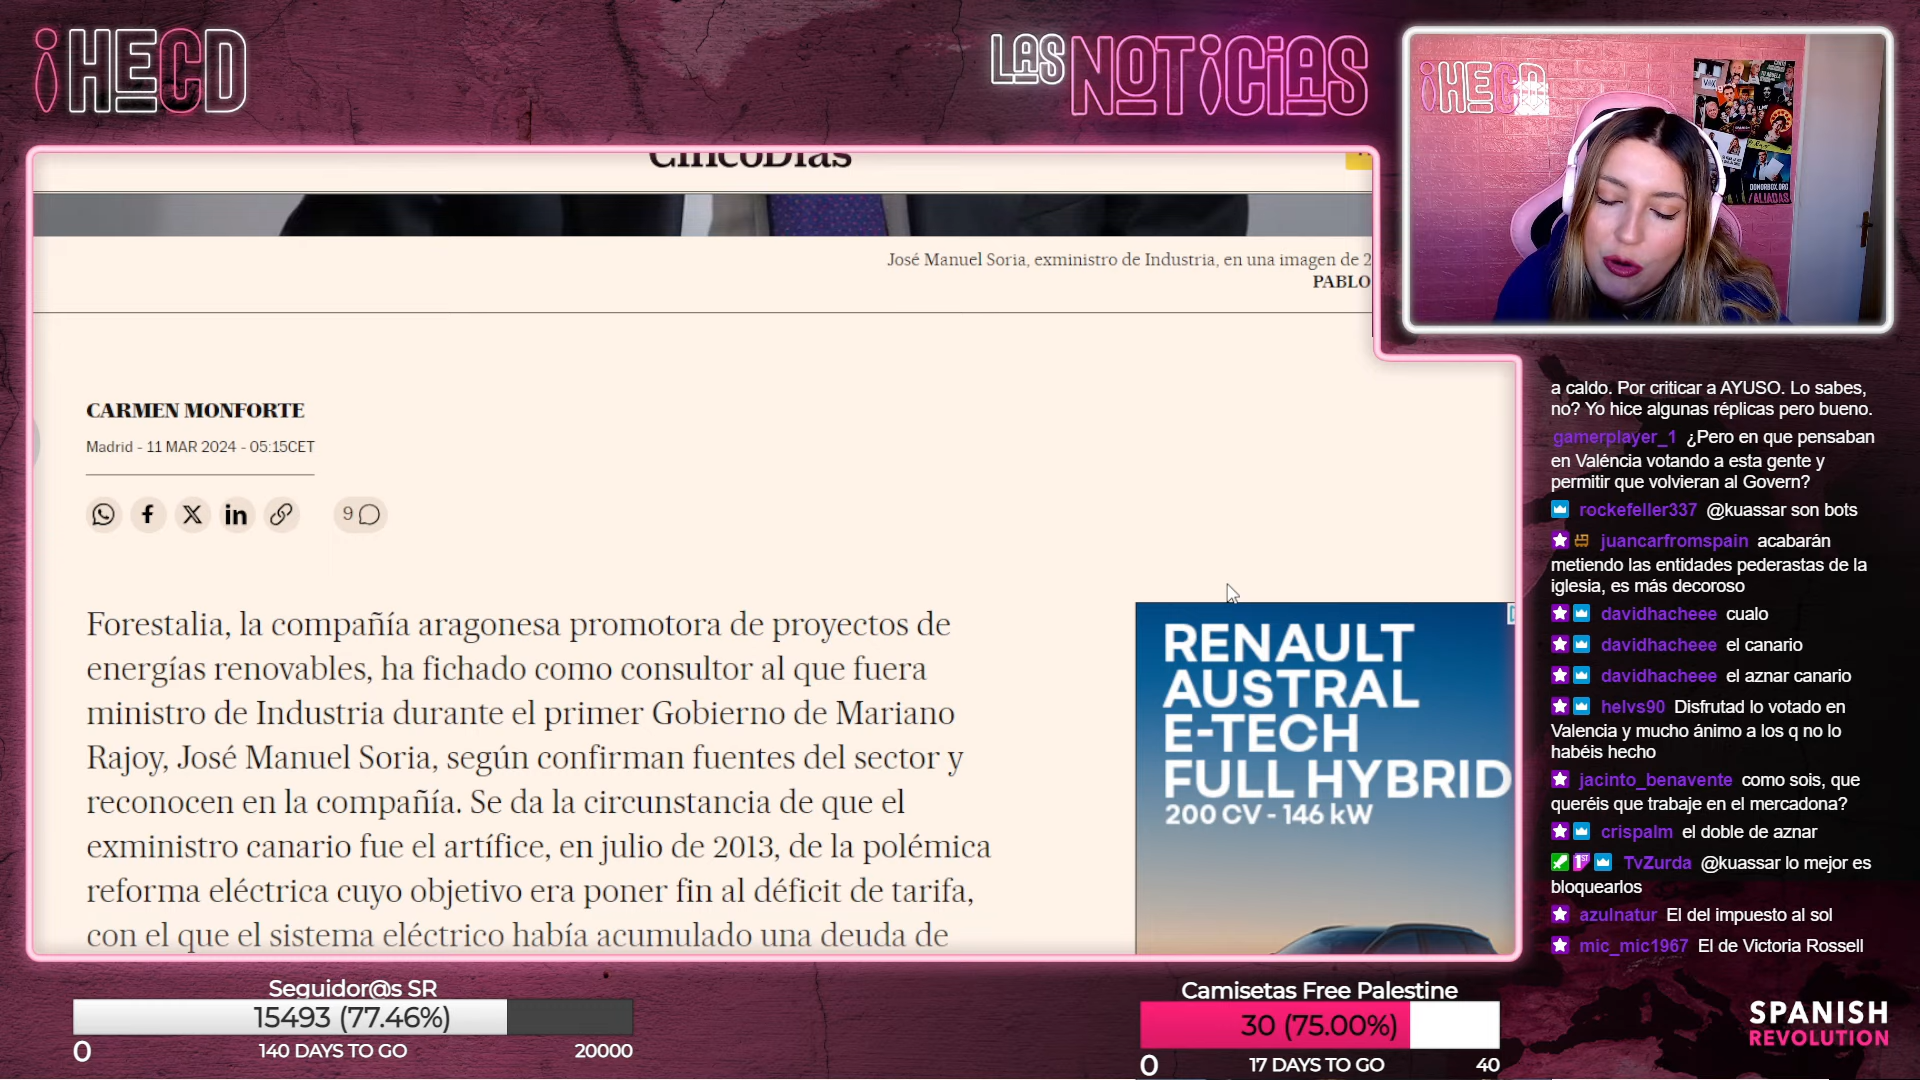 ¡HECD
LAS NOTICIAS
CincoDías
José Manuel Soria, exministro de Industria, en una imagen de 2
PABLO
CARMEN MONFORTE
Madrid - 11 MAR 2024 - 05:15CET
9
Forestalia, la compañía aragonesa promotora de proyectos de
energías renovables, ha fichado como consultor al que fuera
ministro de Industria durante el primer Gobierno de Mariano
Rajoy, José Manuel Soria, según confirman fuentes del sector y
reconocen en la compañía. Se da la circunstancia de que el
exministro canario fue el artífice, en julio de 2013, de la polémica
reforma eléctrica cuyo objetivo era poner fin al déficit de tarifa,
con el que el sistema eléctrico había acumulado una deuda de
RENAULT
AUSTRAL
E-TECH
FULL HYBRID
200 CV - 146 kW
¡HECD
DONORBOX.ORG
/ALIADAS
a caldo. Por criticar a AYUSO. Lo sabes,
no? Yo hice algunas réplicas pero bueno.
gamerplayer_1 ¿Pero en que pensaban
en Valéncia votando a esta gente y
permitir que volvieran al Govern?
rockefeller337 @kuassar son bots
juancarfromspain acabarán
metiendo las entidades pederastas de la
iglesia, es más decoroso
davidhacheee cualo
davidhacheee el canario
davidhacheee el aznar canario
helvs90 Disfrutad lo votado en
Valencia y mucho ánimo a los q no lo
habéis hecho
jacinto_benavente como sois, que
queréis que trabaje en el mercadona?
crispalm el doble de aznar
TvZurda @kuassar lo mejor es
bloquearlos
azulnatur El del impuesto al sol
mic_mic1967 El de Victoria Rossell
Seguidor@s SR
15493 (77.46%)
0 140 DAYS TO GO 20000
Camisetas Free Palestine
30 (75.00%)
0 17 DAYS TO GO 40
SPANISH
REVOLUTION